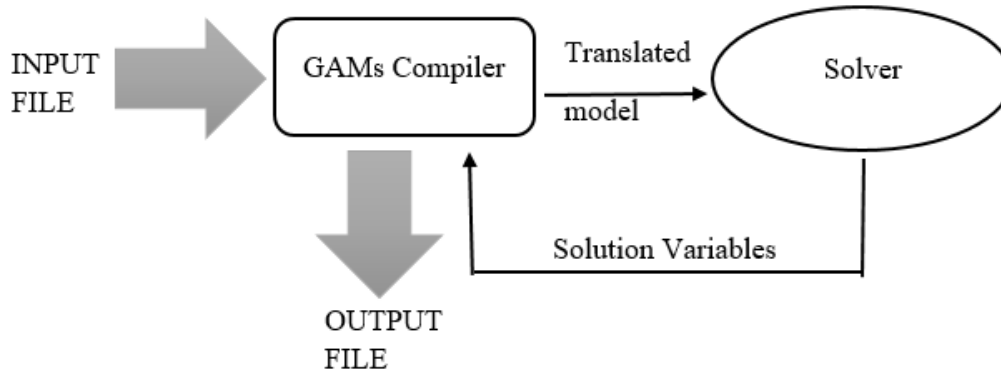 INPUT
FILE
GAMs Compiler
Translated
model
Solver
Solution Variables
OUTPUT
FILE